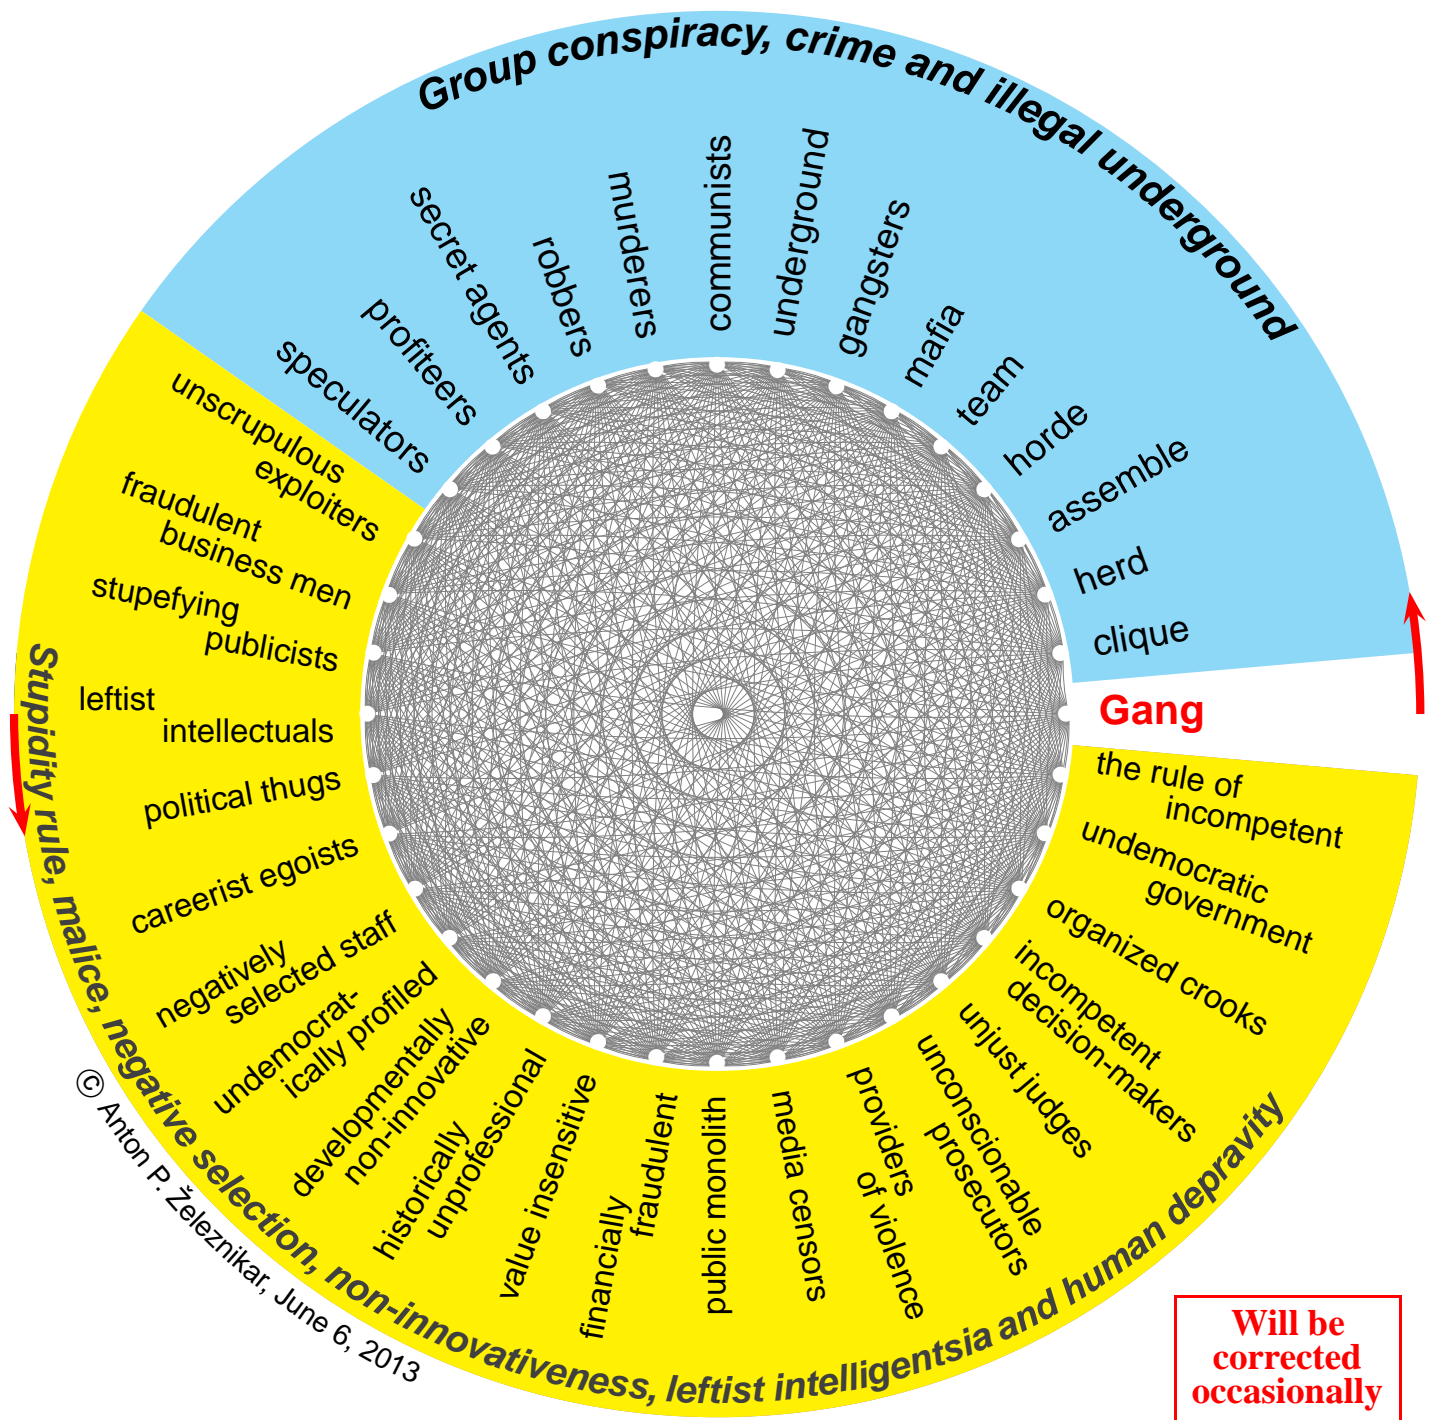 Group conspiracy, crime and illegal underground
Gang
clique
herd
assemble
horde
team
mafia
gangsters
underground
communists
murderers
robbers
secret agents
profiteers
speculators
unscrupulous
exploiters
fraudulent
business men
stupefying
publicists
leftist
intellectuals
political thugs
careerist egoists
negatively
selected staff
undemocrat-
ically profiled
developmentally
non-innovative
historically
unprofessional
value insensitive
financially
fraudulent
public monolith
media censors
providers
of violence
unconscionable
prosecutors
unjust judges
incompetent
decision-makers
organized crooks
undemocratic
government
the rule of
incompetent
Stupidity rule, malice, negative selection, non-innovativeness, leftist intelligentsia and human depravity
© Anton P. Železnikar, June 6, 2013
Will be
corrected
occasionally